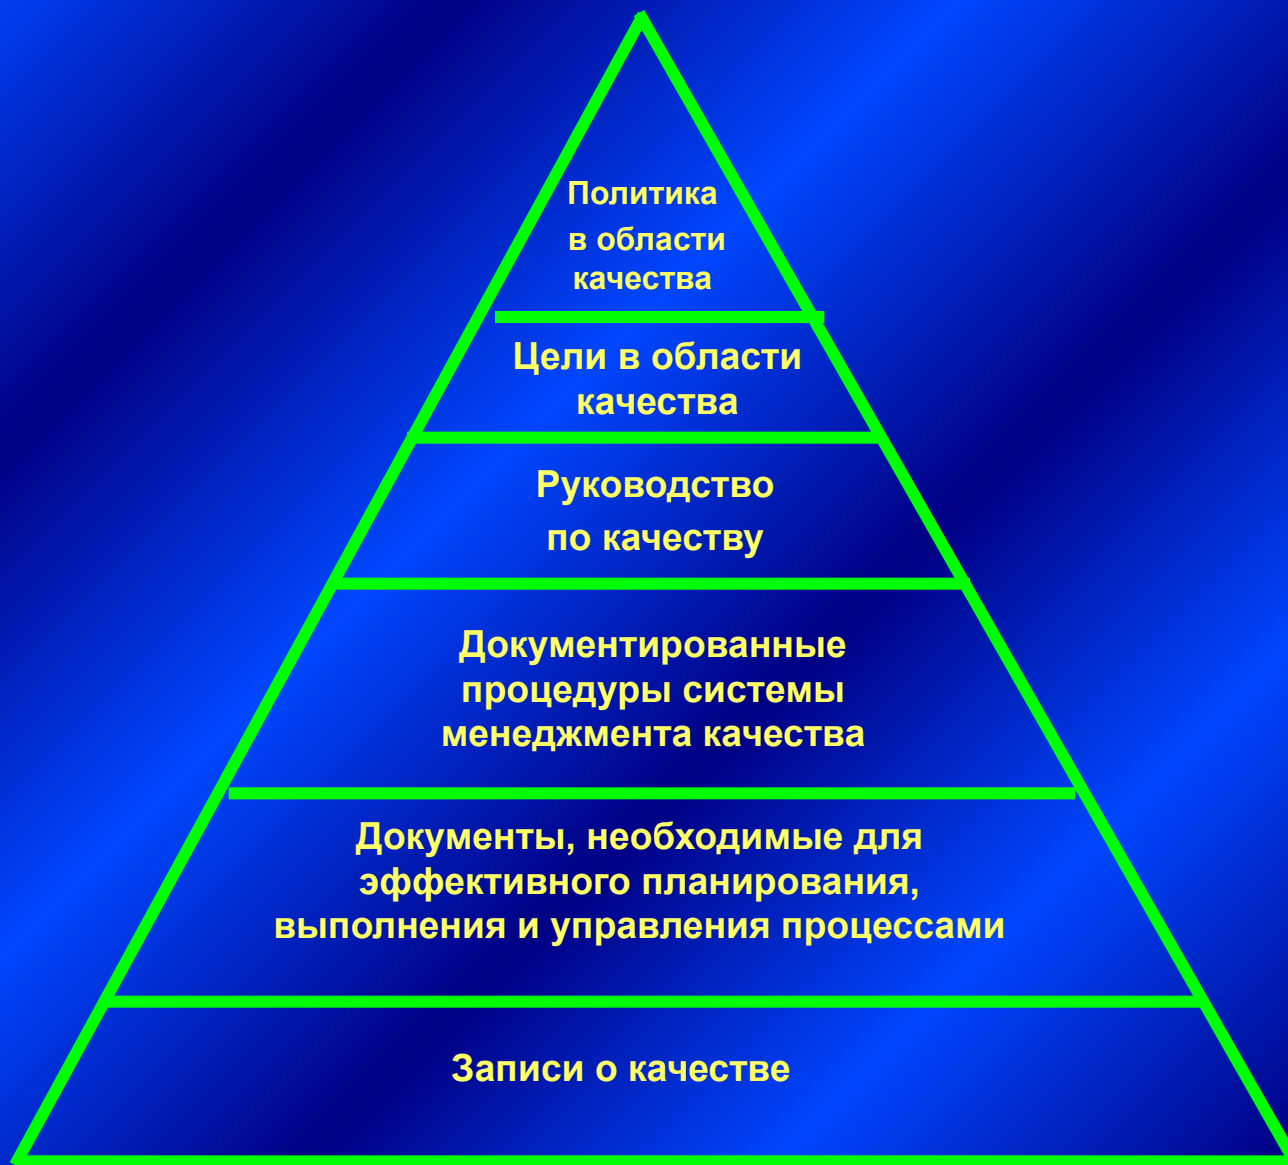 Политика
в области
качества
Цели в области
качества
Руководство
по качеству
Документированные
процедуры системы
менеджмента качества
Документы, необходимые для
эффективного планирования,
выполнения и управления процессами
Записи о качестве